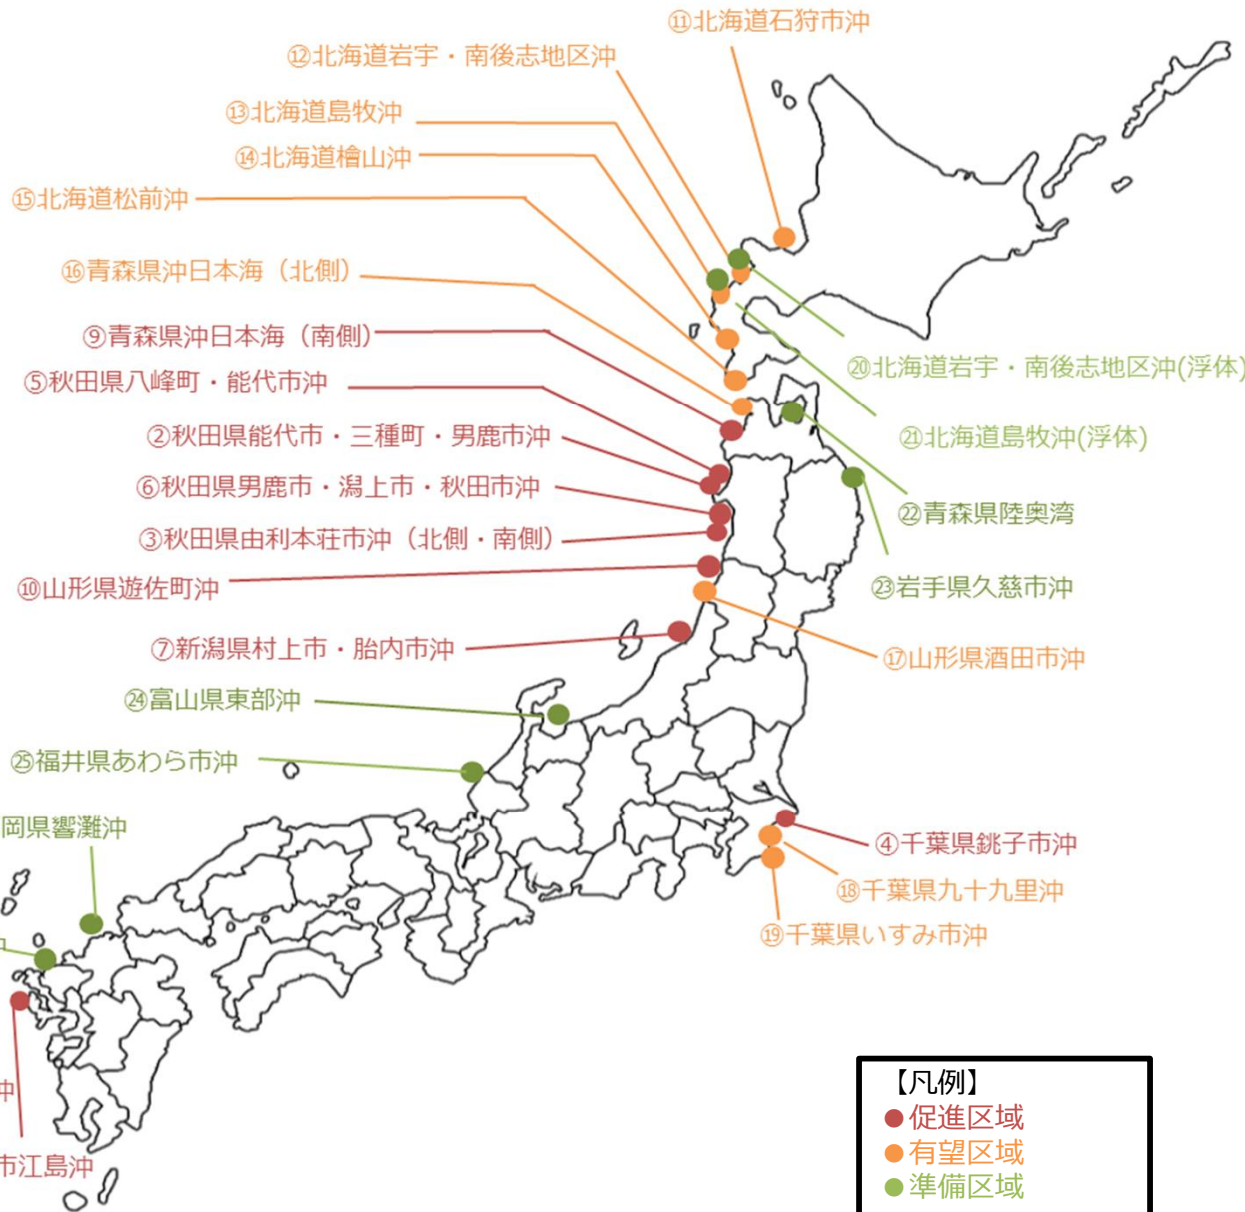 ⑪北海道石狩市沖
⑫北海道岩宇・南後志地区沖
⑬北海道島牧沖
⑭北海道檜山沖
⑮北海道松前沖
⑯青森県沖日本海（北側）
⑨青森県沖日本海（南側）
⑤秋田県八峰町・能代市沖
②秋田県能代市・三種町・男鹿市沖
⑥秋田県男鹿市・潟上市・秋田市沖
③秋田県由利本荘市沖（北側・南側）
⑩山形県遊佐町沖
⑦新潟県村上市・胎内市沖
㉔富山県東部沖
㉕福井県あわら市沖
岡県響灘沖
沖
市江島沖
⑳北海道岩宇・南後志地区沖(浮体)
㉑北海道島牧沖(浮体)
㉒青森県陸奥湾
㉓岩手県久慈市沖
⑰山形県酒田市沖
④千葉県銚子市沖
⑱千葉県九十九里沖
⑲千葉県いすみ市沖
【凡例】
●促進区域
●有望区域
●準備区域